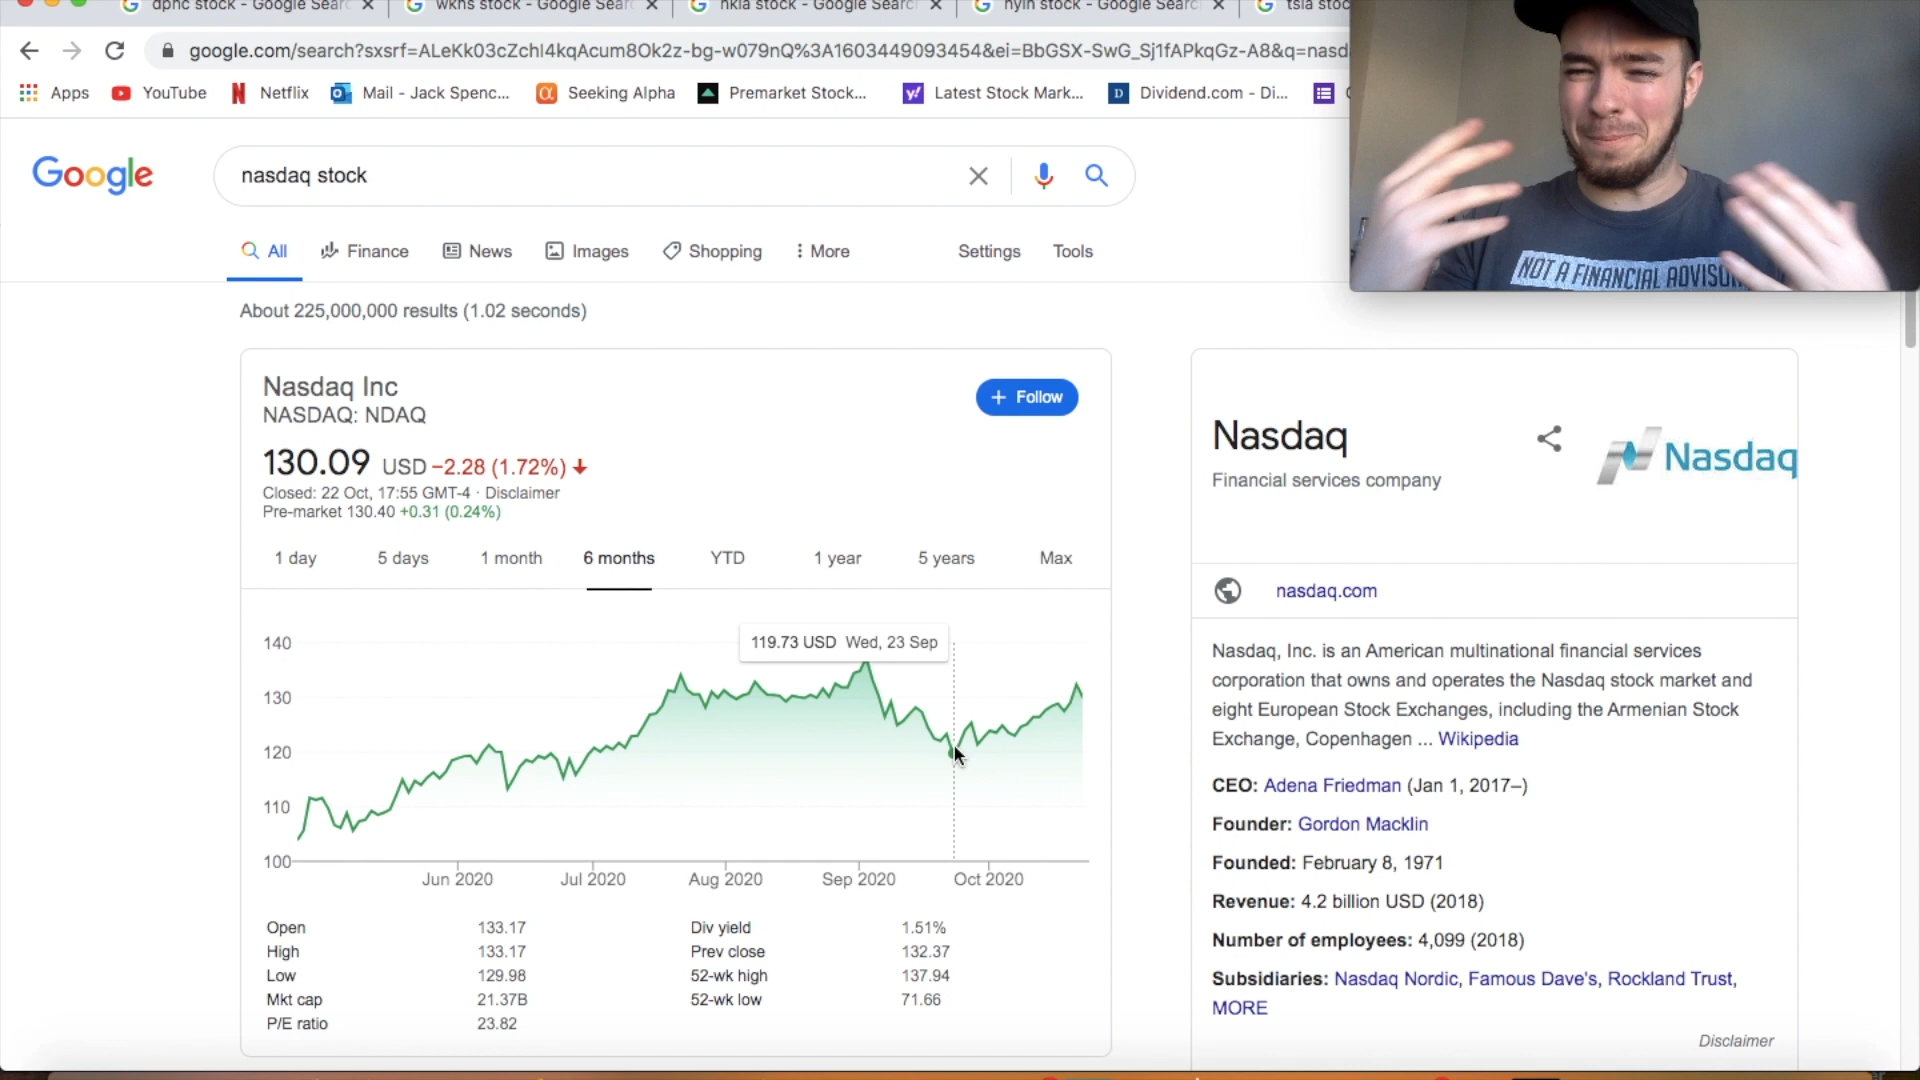 dphc stock - Google Searc
wkhs stock - Google Sear
nkla stock - Google Search
hyln stock - Google Searc
tsla stoc
google.com/search?sxsrf=ALeKk03cZchI4kqAcum8Ok2z-bg-w079nQ%3A1603449093454&ei=BbGSX-SwG_Sj1fAPkqGz-A8&q=nasd
Apps
YouTube
Netflix
Mail - Jack Spenc...
Seeking Alpha
Premarket Stock...
Latest Stock Mark...
Dividend.com - Di...
NOT A FINANCIAL ADVISO
Google
nasdaq stock
All
Finance
News
Images
Shopping
More
Settings
Tools
About 225,000,000 results (1.02 seconds)
Nasdaq Inc
NASDAQ: NDAQ
+ Follow
130.09 USD −2.28 (1.72%)
Closed: 22 Oct, 17:55 GMT-4 · Disclaimer
Pre-market 130.40 +0.31 (0.24%)
1 day
5 days
1 month
6 months
YTD
1 year
5 years
Max
119.73 USD Wed, 23 Sep
140
130
120
110
100
Jun 2020
Jul 2020
Aug 2020
Sep 2020
Oct 2020
Open 133.17
High 133.17
Low 129.98
Mkt cap 21.37B
P/E ratio 23.82
Div yield 1.51%
Prev close 132.37
52-wk high 137.94
52-wk low 71.66
Nasdaq
Financial services company
Nasdaq
nasdaq.com
Nasdaq, Inc. is an American multinational financial services
corporation that owns and operates the Nasdaq stock market and
eight European Stock Exchanges, including the Armenian Stock
Exchange, Copenhagen ... Wikipedia
CEO: Adena Friedman (Jan 1, 2017–)
Founder: Gordon Macklin
Founded: February 8, 1971
Revenue: 4.2 billion USD (2018)
Number of employees: 4,099 (2018)
Subsidiaries: Nasdaq Nordic, Famous Dave's, Rockland Trust,
MORE
Disclaimer